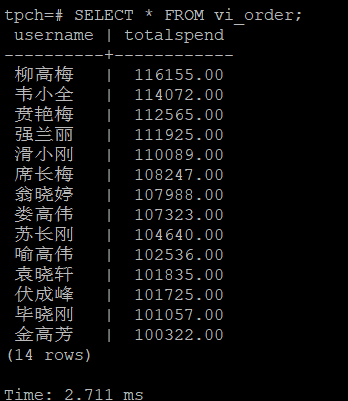 tpch=# SELECT * FROM vi_order;
username | totalspend
----------+------------
柳高梅 | 116155.00
韦小全 | 114072.00
贲艳梅 | 112565.00
强兰丽 | 111925.00
滑小刚 | 110089.00
席长梅 | 108247.00
翁晓婷 | 107988.00
娄高伟 | 107323.00
苏长刚 | 104640.00
喻高伟 | 102536.00
袁晓轩 | 101835.00
伏成峰 | 101725.00
毕晓刚 | 101057.00
金高芳 | 100322.00
(14 rows)
Time: 2.711 ms